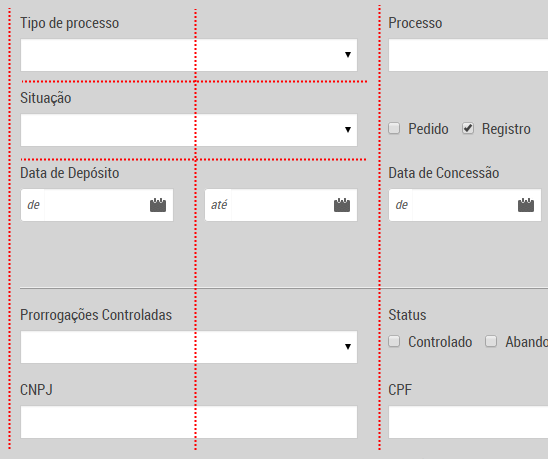 Tipo de processo
Processo
Situação
Pedido
Registro
Data de Depósito
Data de Concessão
de
até
de
Prorrogações Controladas
Status
Controlado
Abando
CNPJ
CPF